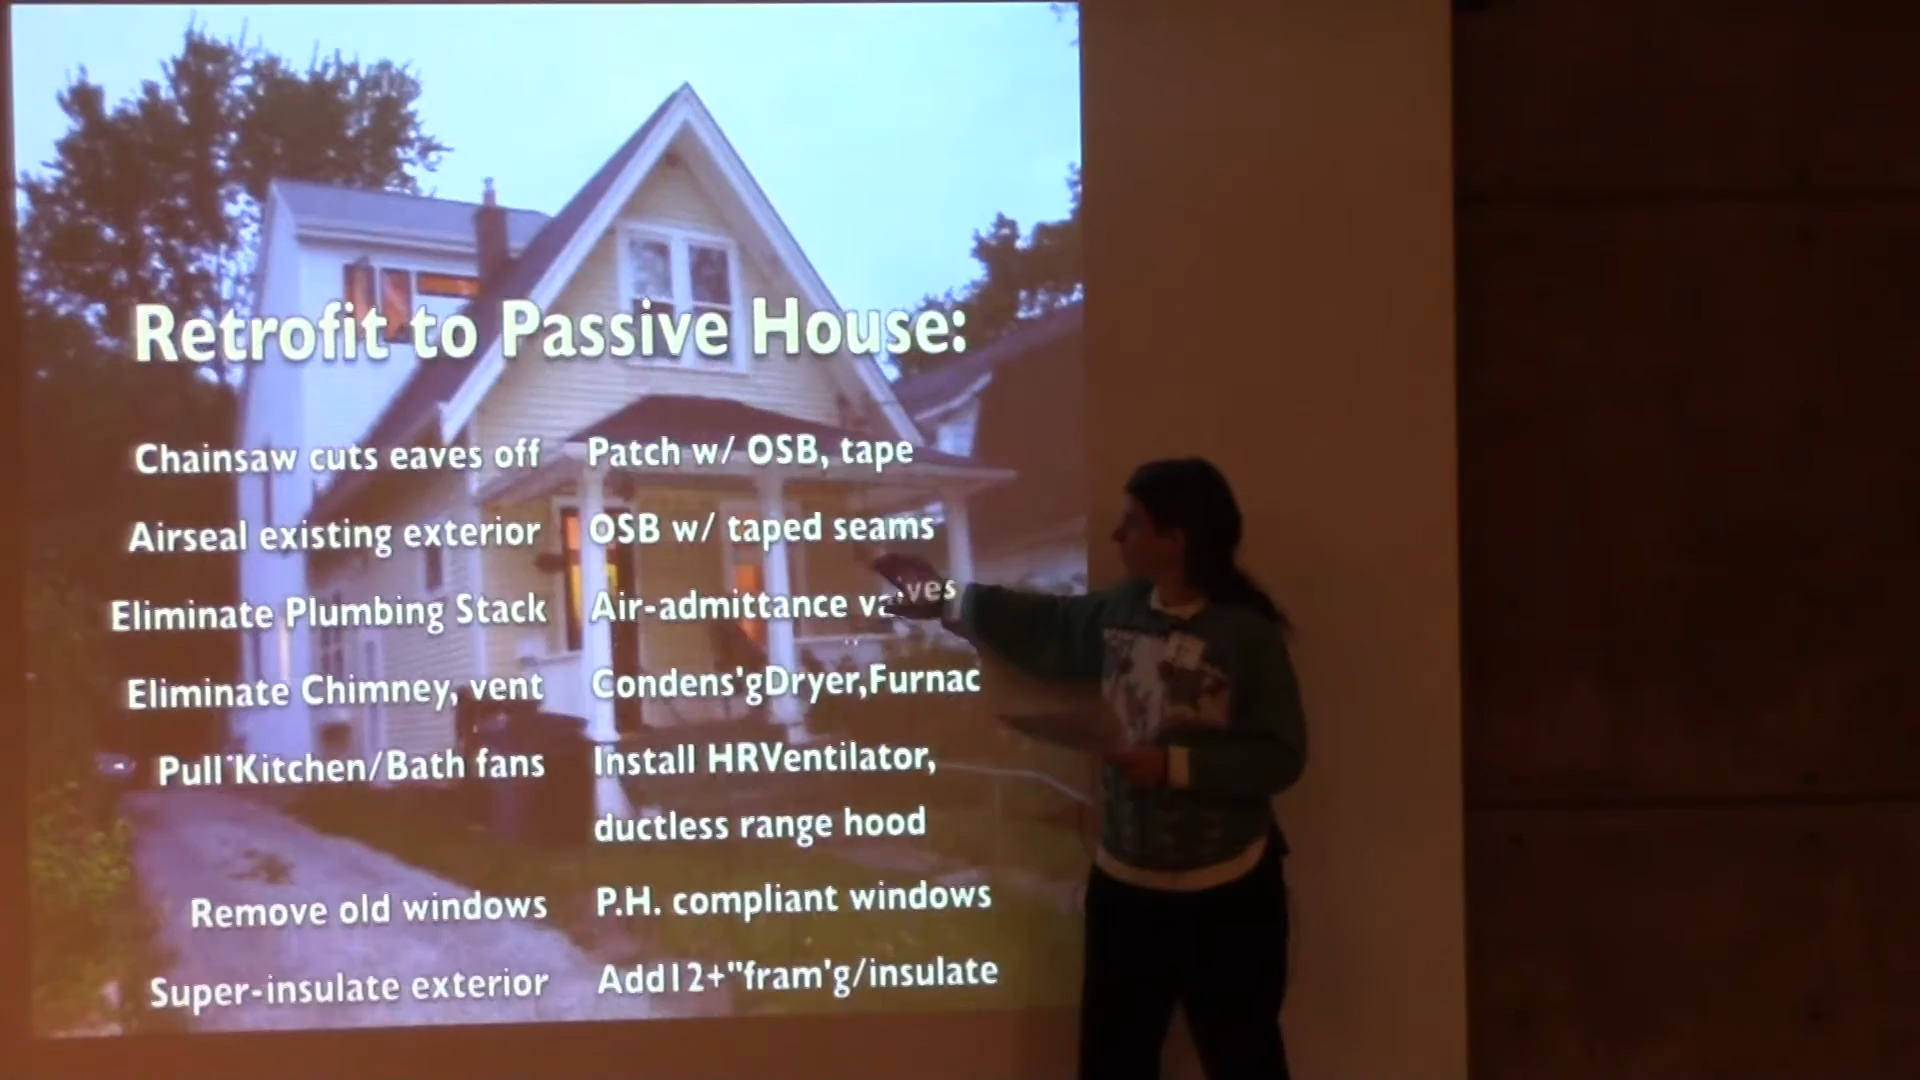 Retrofit to Passive House:
Chainsaw cuts eaves off Patch w/ OSB, tape
Airseal existing exterior OSB w/ taped seams
Eliminate Plumbing Stack Air-admittance valves
Eliminate Chimney, vent Condens'gDryer,Furnac
Pull Kitchen/Bath fans Install HRVentilator,
ductless range hood
Remove old windows P.H. compliant windows
Super-insulate exterior Add12+"fram'g/insulate